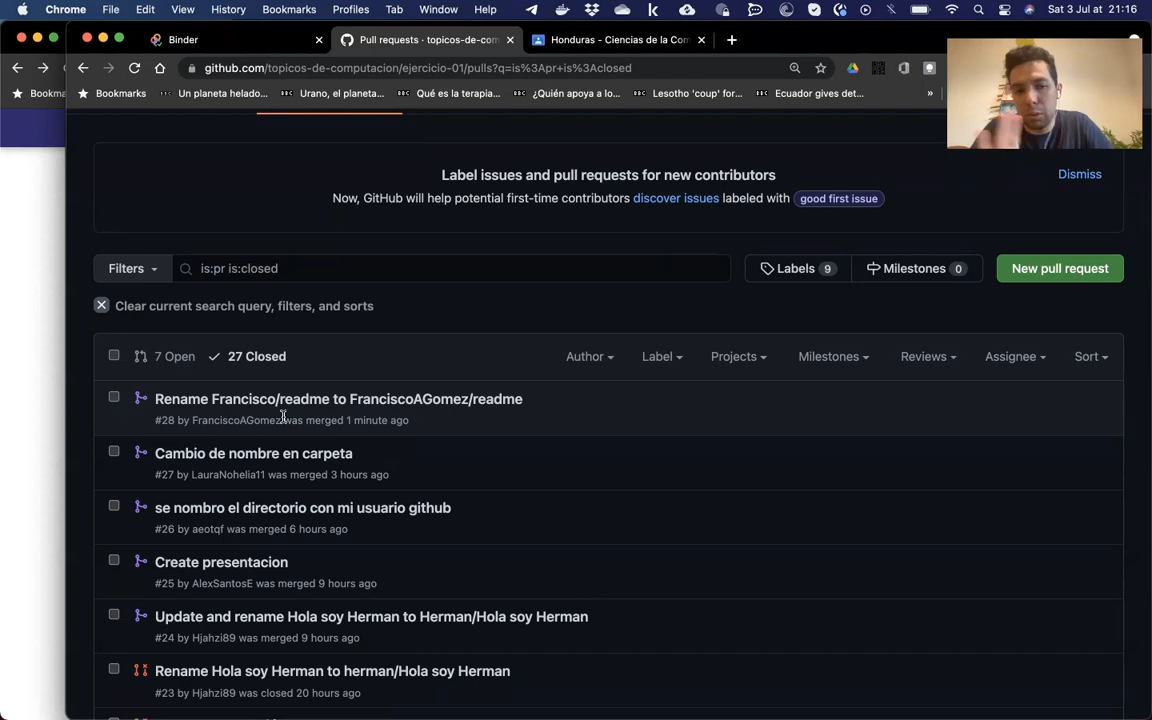 Chrome File Edit View History Bookmarks Profiles Tab Window Help Sat 3 Jul at 21:16
Binder Pull requests · topicos-de-com Honduras - Ciencias de la Com
github.com/topicos-de-computacion/ejercicio-01/pulls?q=is%3Apr+is%3Aclosed
Bookma Bookmarks Un planeta helado... Urano, el planeta... Qué es la terapia... ¿Quién apoya a lo... Lesotho 'coup' for... Ecuador gives det... »
Label issues and pull requests for new contributors
Dismiss
Now, GitHub will help potential first-time contributors discover issues labeled with good first issue
Filters is:pr is:closed Labels 9 Milestones 0 New pull request
Clear current search query, filters, and sorts
7 Open 27 Closed Author Label Projects Milestones Reviews Assignee Sort
Rename Francisco/readme to FranciscoAGomez/readme
#28 by FranciscoAGomez was merged 1 minute ago
Cambio de nombre en carpeta
#27 by LauraNohelia11 was merged 3 hours ago
se nombro el directorio con mi usuario github
#26 by aeotqf was merged 6 hours ago
Create presentacion
#25 by AlexSantosE was merged 9 hours ago
Update and rename Hola soy Herman to Herman/Hola soy Herman
#24 by Hjahzi89 was merged 9 hours ago
Rename Hola soy Herman to herman/Hola soy Herman
#23 by Hjahzi89 was closed 20 hours ago